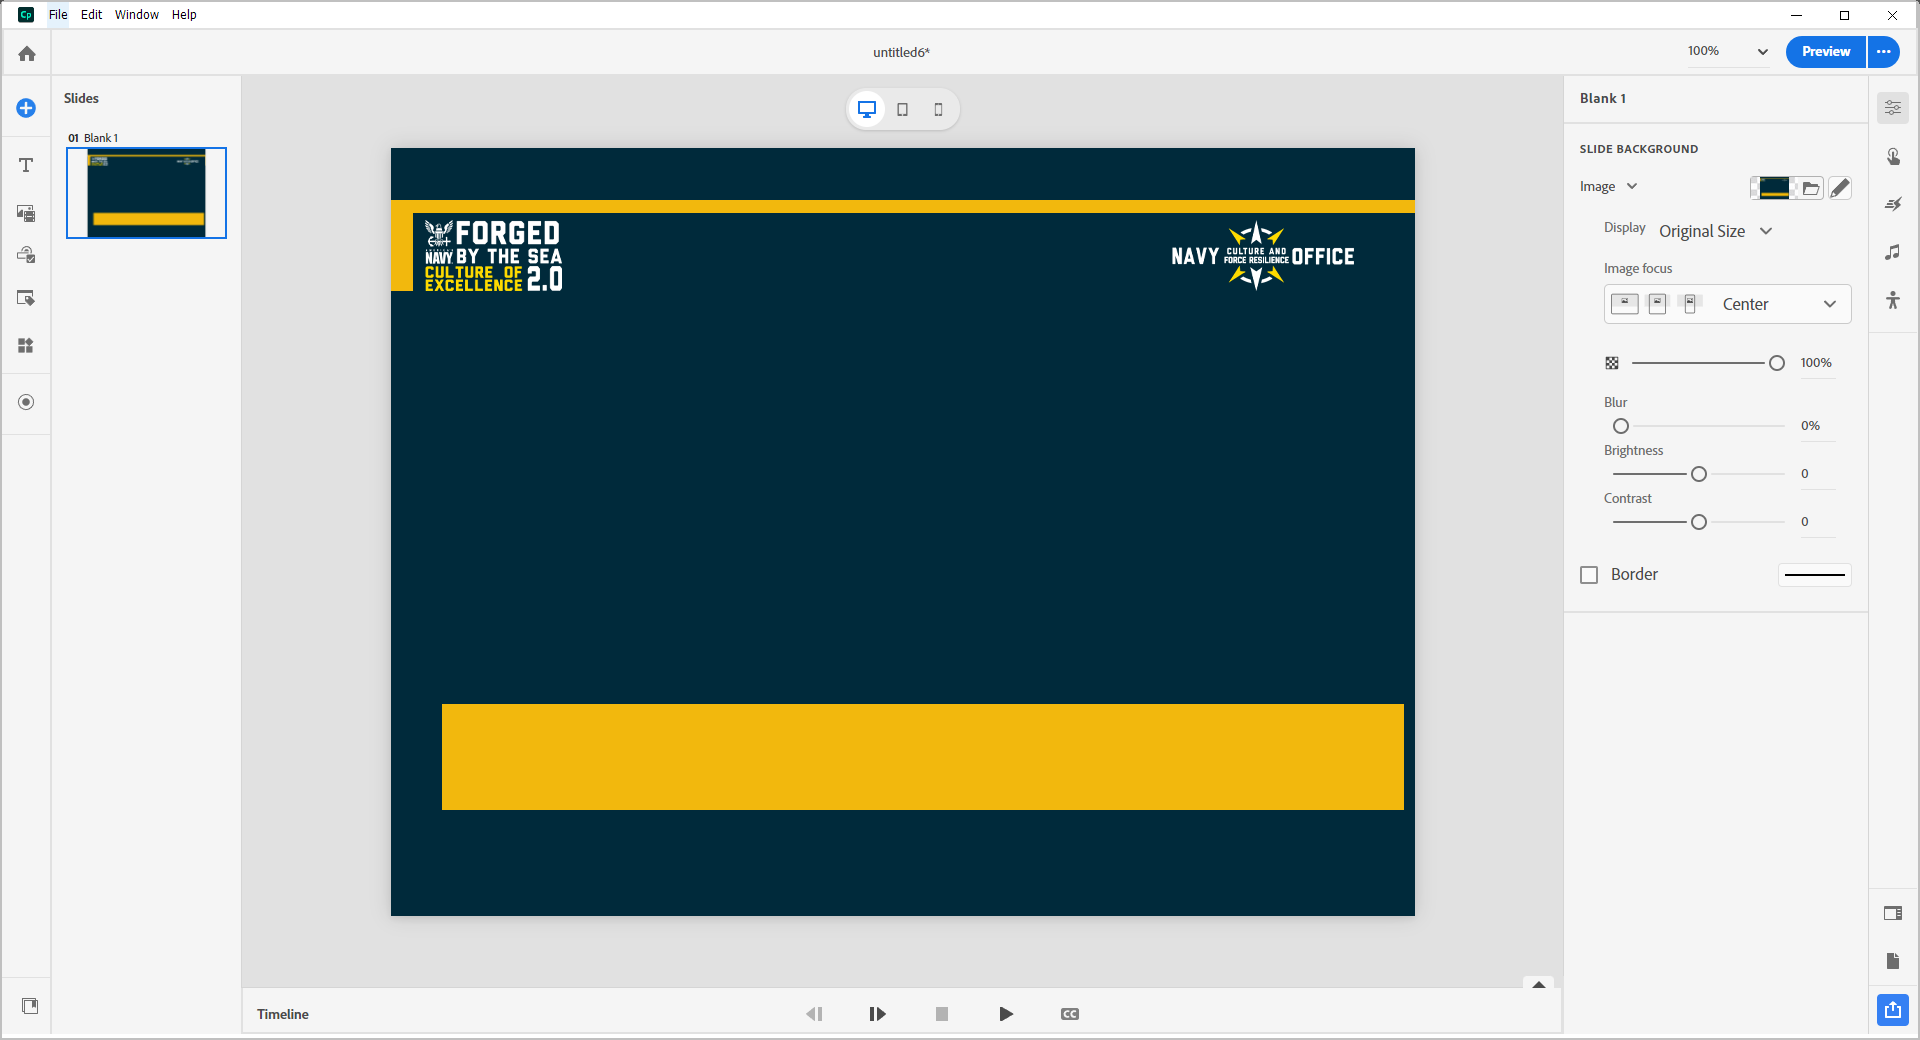 Cp File Edit Window Help
untitled6*
100%
Preview
Slides
01 Blank 1
FORGED
NAVY BY THE SEA
CULTURE OF
EXCELLENCE 2.0
NAVY CULTURE AND FORCE RESILIENCE OFFICE
Blank 1
SLIDE BACKGROUND
Image
Display Original Size
Image focus
Center
100%
Blur
0%
Brightness
0
Contrast
0
Border
Timeline
CC